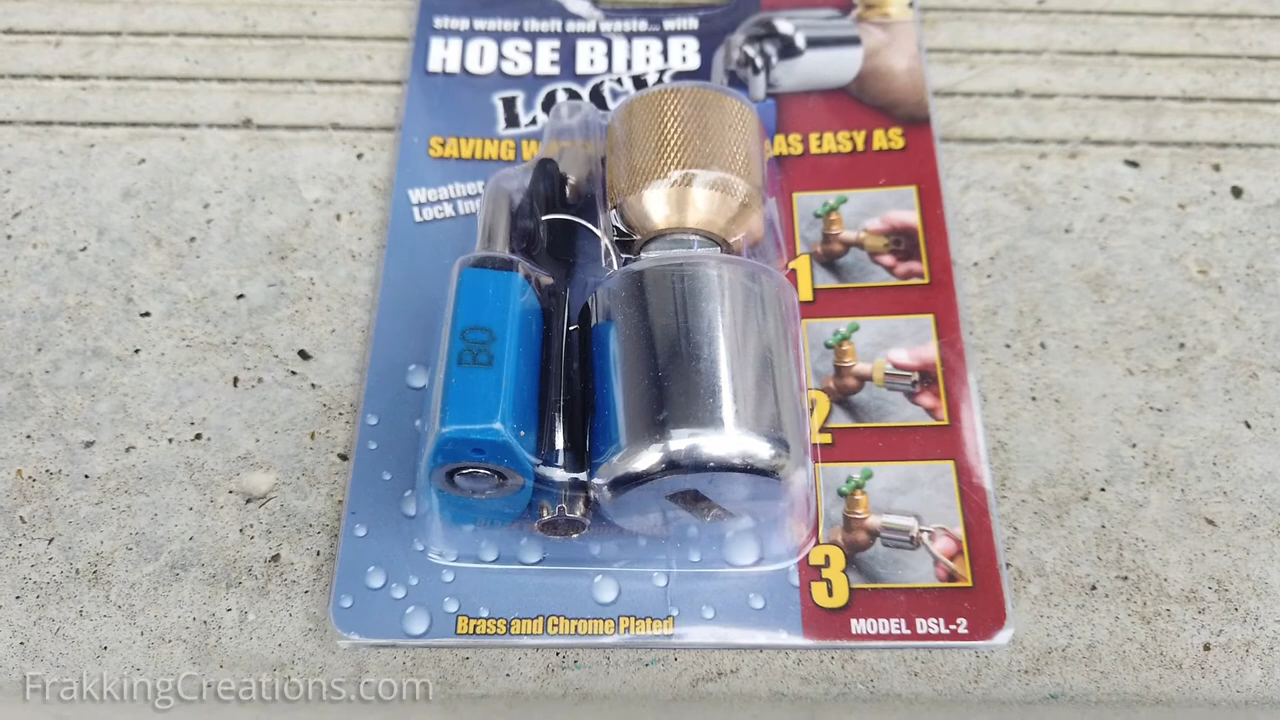 stop water theft and waste... with
HOSE BIBB
LOCK
SAVING AS EASY AS
Weather
Lock
BO
1
2
3
Brass and Chrome Plated
MODEL DSL-2
FrakkingCreations.com